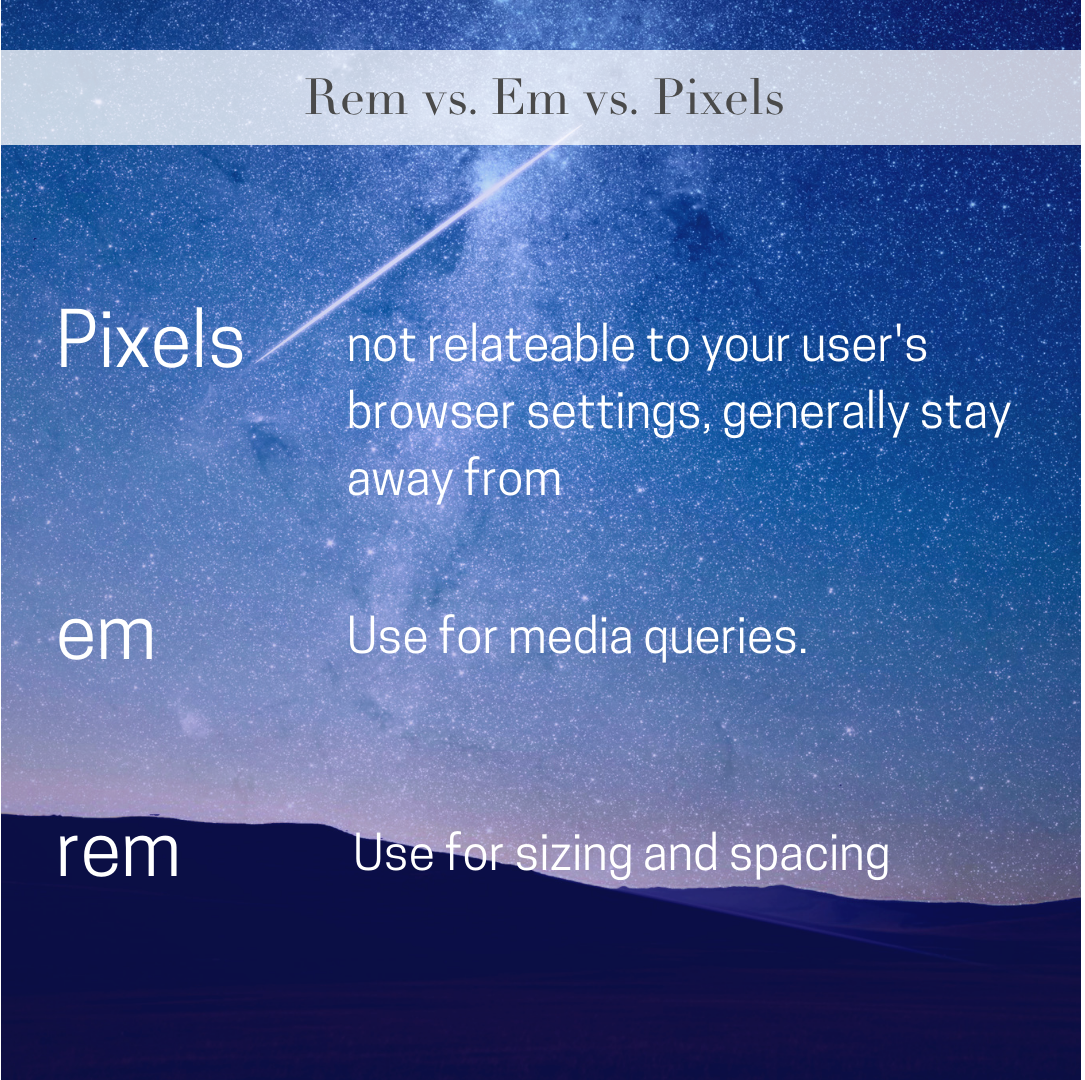 Rem vs. Em vs. Pixels
Pixels
not relateable to your user's
browser settings, generally stay
away from
em
Use for media queries.
rem
Use for sizing and spacing